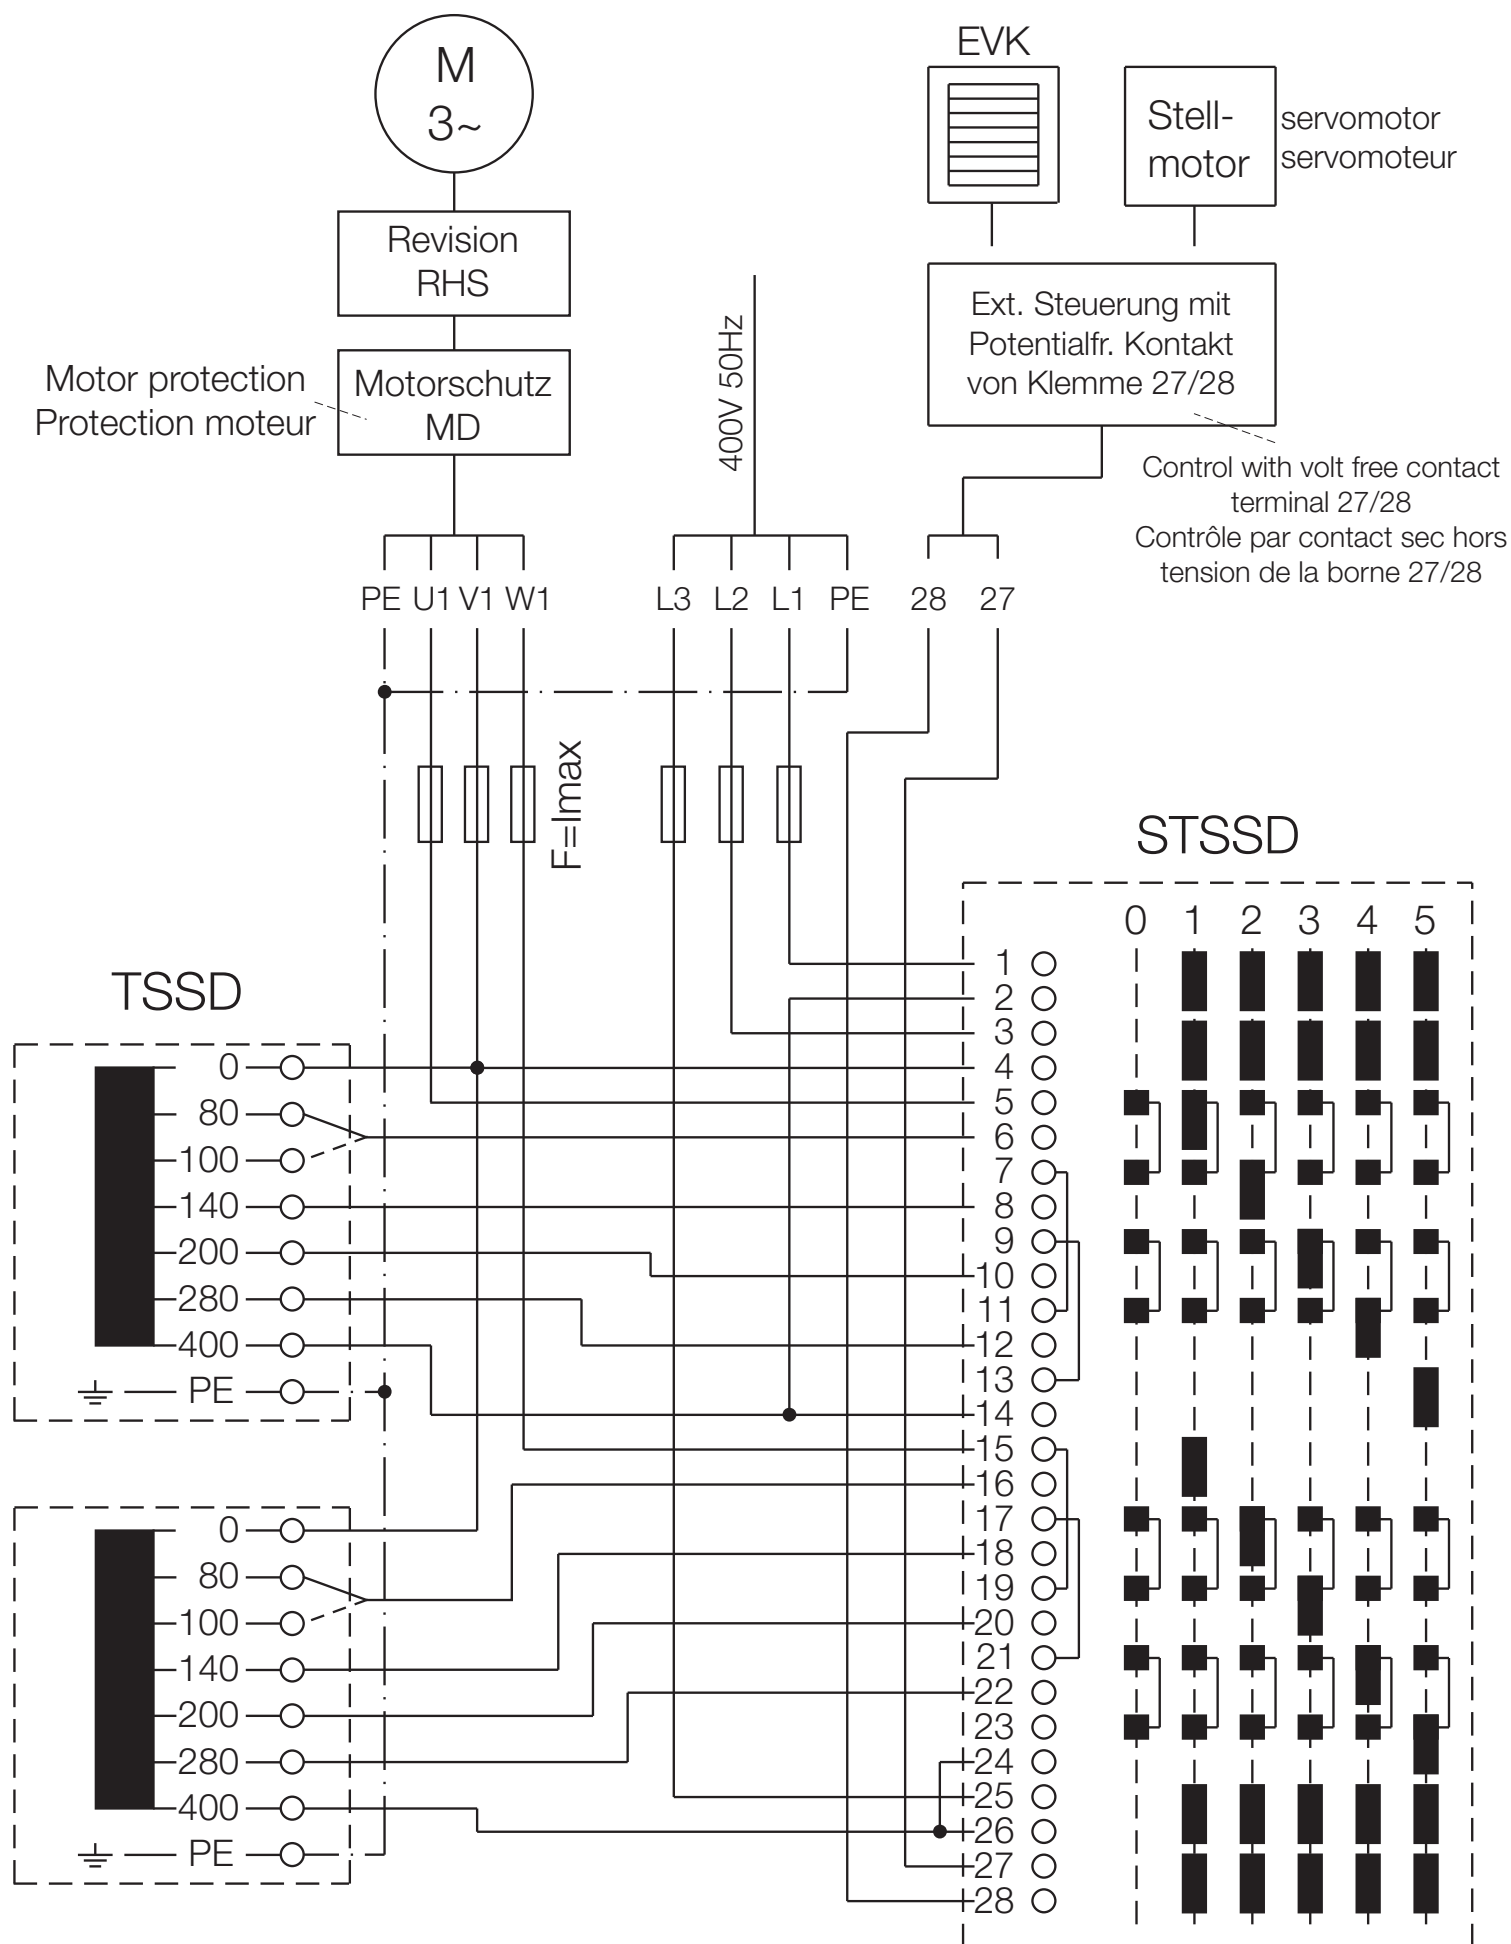 M
3~
Revision
RHS
Motor protection
Protection moteur
Motorschutz
MD
400V 50Hz
EVK
Stell-
motor
servomotor
servomoteur
Ext. Steuerung mit
Potentialfr. Kontakt
von Klemme 27/28
Control with volt free contact
terminal 27/28
Contrôle par contact sec hors
tension de la borne 27/28
PE U1 V1 W1
L3 L2 L1 PE
28 27
F=Imax
STSSD
0 1 2 3 4 5
1
2
3
4
5
6
7
8
9
10
11
12
13
14
15
16
17
18
19
20
21
22
23
24
25
26
27
28
TSSD
0
80
100
140
200
280
400
PE
0
80
100
140
200
280
400
PE